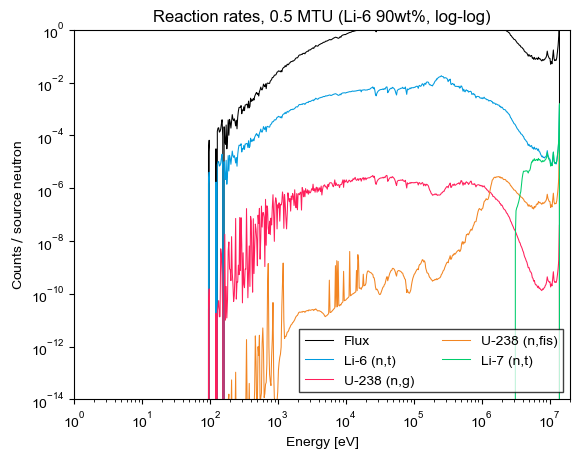 Reaction rates, 0.5 MTU (Li-6 90wt%, log-log)
Counts / source neutron
10^0
10^-2
10^-4
10^-6
10^-8
10^-10
10^-12
10^-14
Flux
Li-6 (n,t)
U-238 (n,g)
U-238 (n,fis)
Li-7 (n,t)
10^0 10^1 10^2 10^3 10^4 10^5 10^6 10^7
Energy [eV]